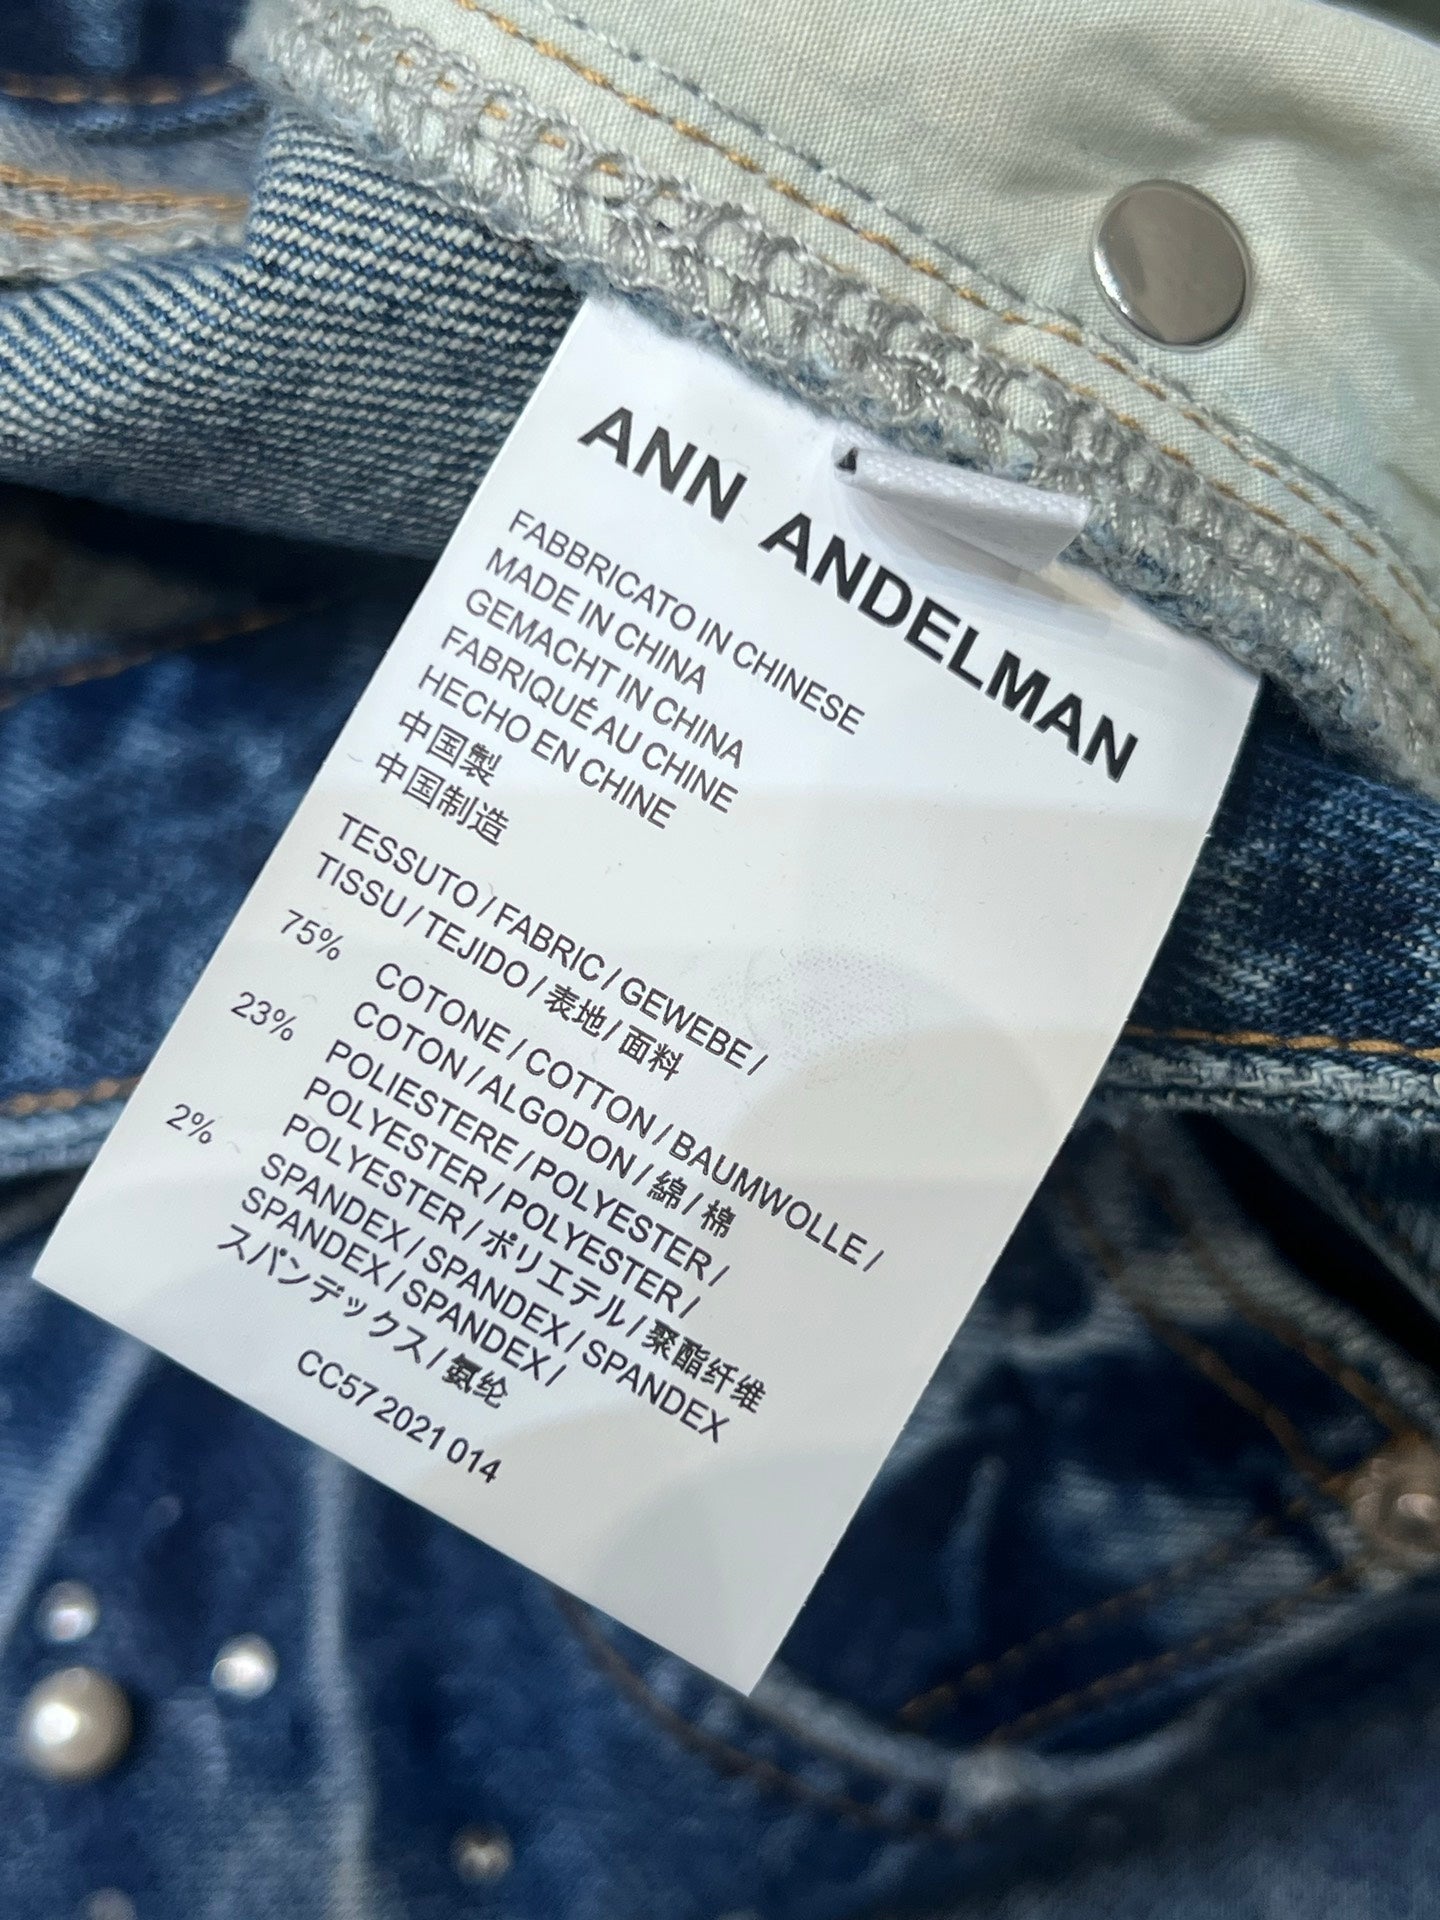 ANN ANDELMAN
FABBRICATO IN CHINESE
MADE IN CHINA
GEMACHT IN CHINA
FABRIQUÉ AU CHINE
HECHO EN CHINE
中国製
中国制造
TESSUTO / FABRIC / GEWEBE /
TISSU / TEJIDO / 表地 / 面料
75% COTONE / COTTON / BAUMWOLLE /
COTON / ALGODON / 綿 / 棉
23% POLIESTERE / POLYESTER /
POLYESTER / POLYESTER /
POLYESTER / ポリエテル / 聚酯纤维
2% SPANDEX / SPANDEX / SPANDEX
SPANDEX / SPANDEX /
スパンデックス / 氨纶
CC57 2021 014